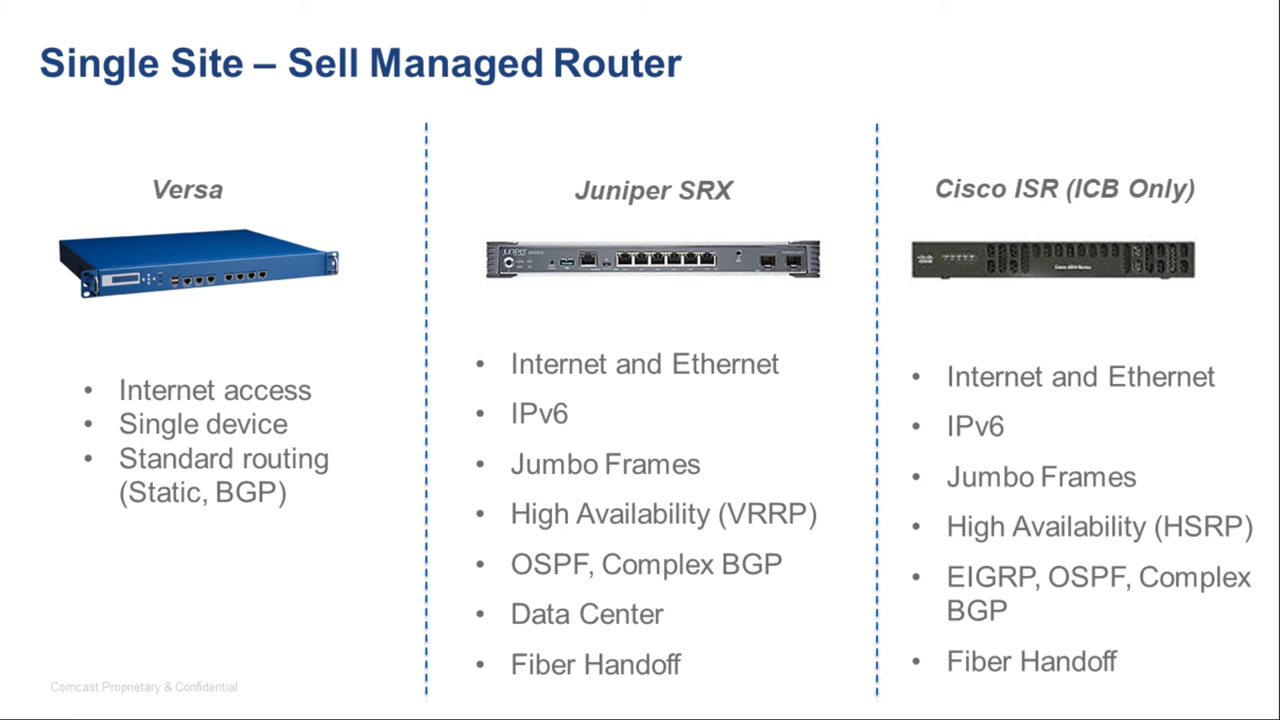 Single Site – Sell Managed Router
Versa
• Internet access
• Single device
• Standard routing
(Static, BGP)
Juniper SRX
• Internet and Ethernet
• IPv6
• Jumbo Frames
• High Availability (VRRP)
• OSPF, Complex BGP
• Data Center
• Fiber Handoff
Cisco ISR (ICB Only)
• Internet and Ethernet
• IPv6
• Jumbo Frames
• High Availability (HSRP)
• EIGRP, OSPF, Complex
BGP
• Fiber Handoff
Comcast Proprietary & Confidential